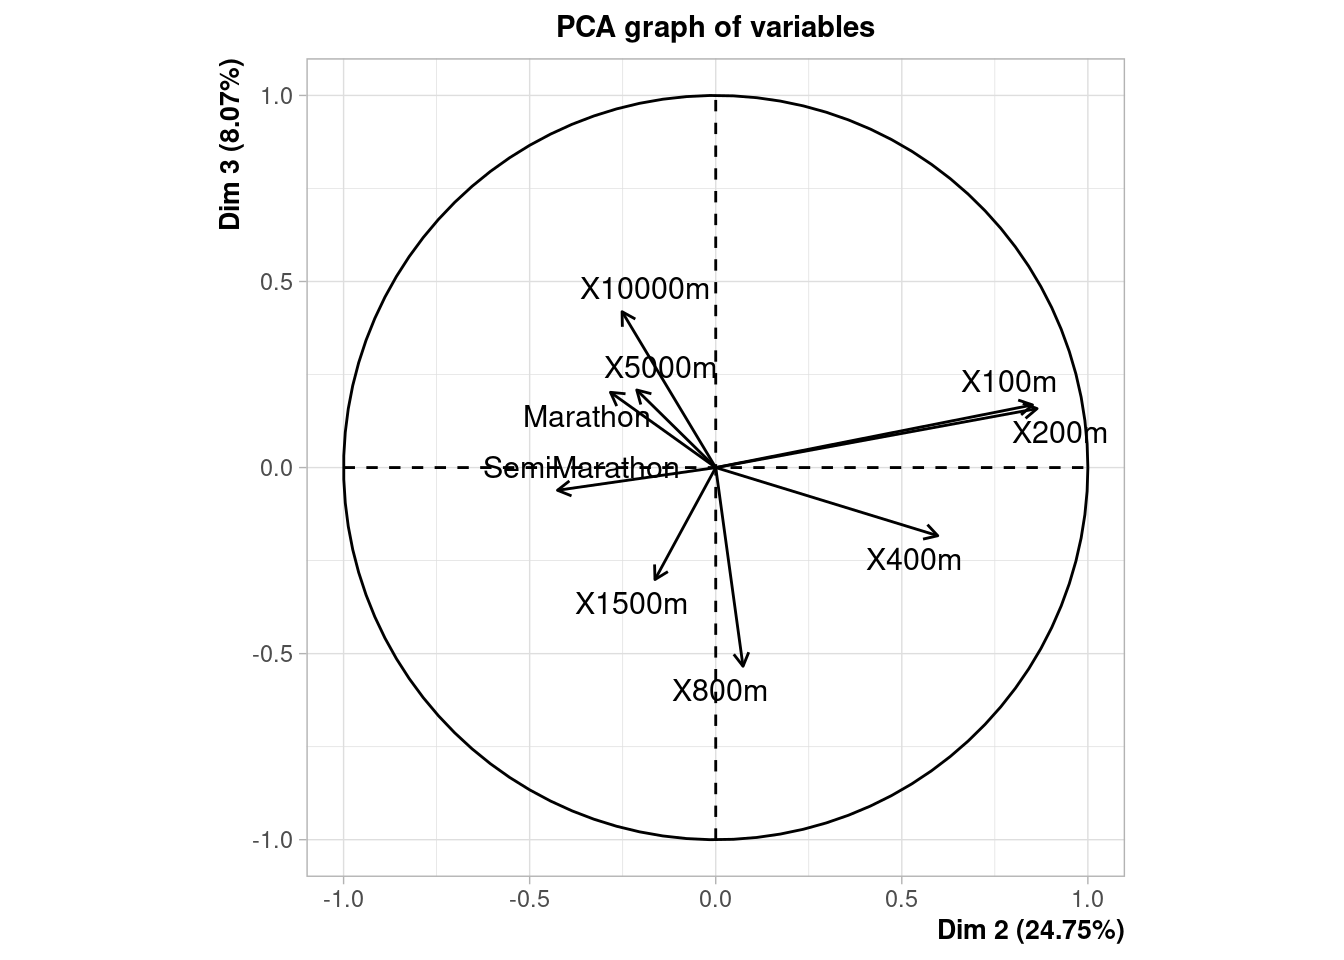 PCA graph of variables
Dim 3 (8.07%)
1.0
0.5
0.0
-0.5
-1.0
X10000m
X5000m
X100m
Marathon
X200m
SemiMarathon
X400m
X1500m
X800m
-1.0
-0.5
0.0
0.5
1.0
Dim 2 (24.75%)